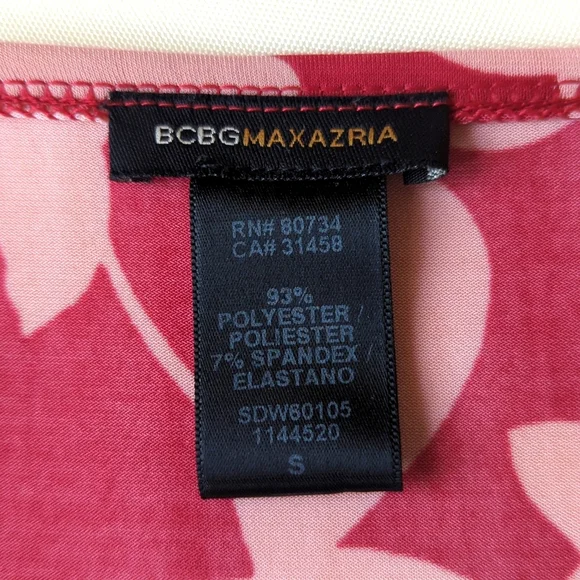 BCBGMAXAZRIA
RN# 80734
CA# 31458
93%
POLYESTER /
POLIESTER
7% SPANDEX /
ELASTANO
SDW60105
1144520
S